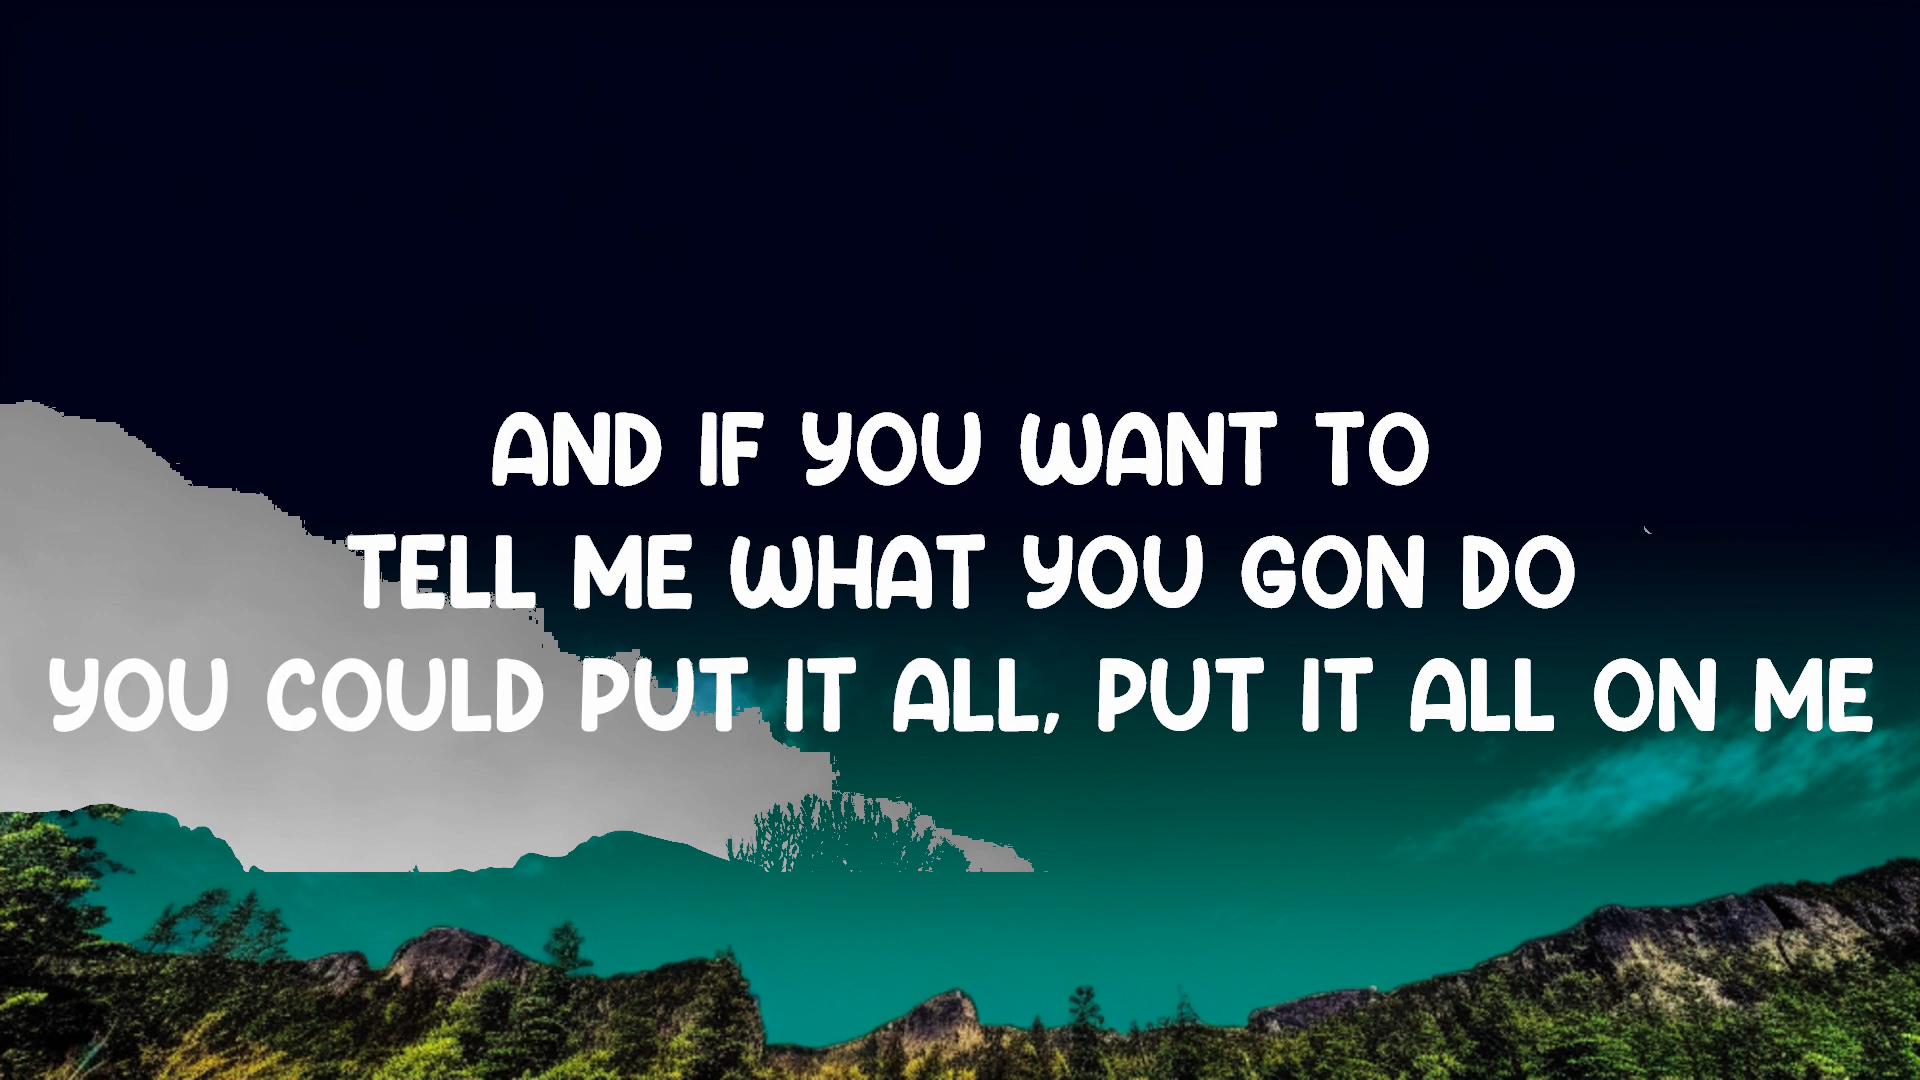 AND IF YOU WANT TO
TELL ME WHAT YOU GON DO
YOU COULD PUT IT ALL, PUT IT ALL ON ME